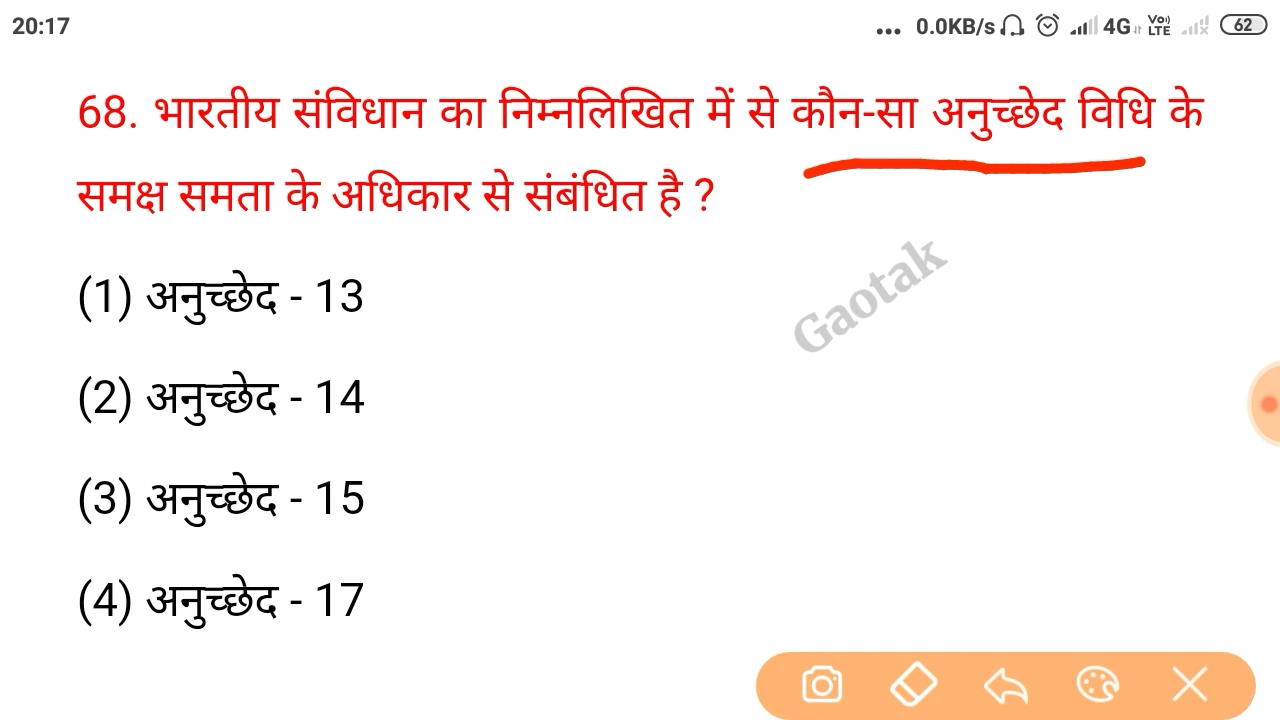 20:17
... 0.0KB/s 4G Vo) LTE 62
68. भारतीय संविधान का निम्नलिखित में से कौन-सा अनुच्छेद विधि के
समक्ष समता के अधिकार से संबंधित है ?
Gaotak
(1) अनुच्छेद - 13
(2) अनुच्छेद - 14
(3) अनुच्छेद - 15
(4) अनुच्छेद - 17